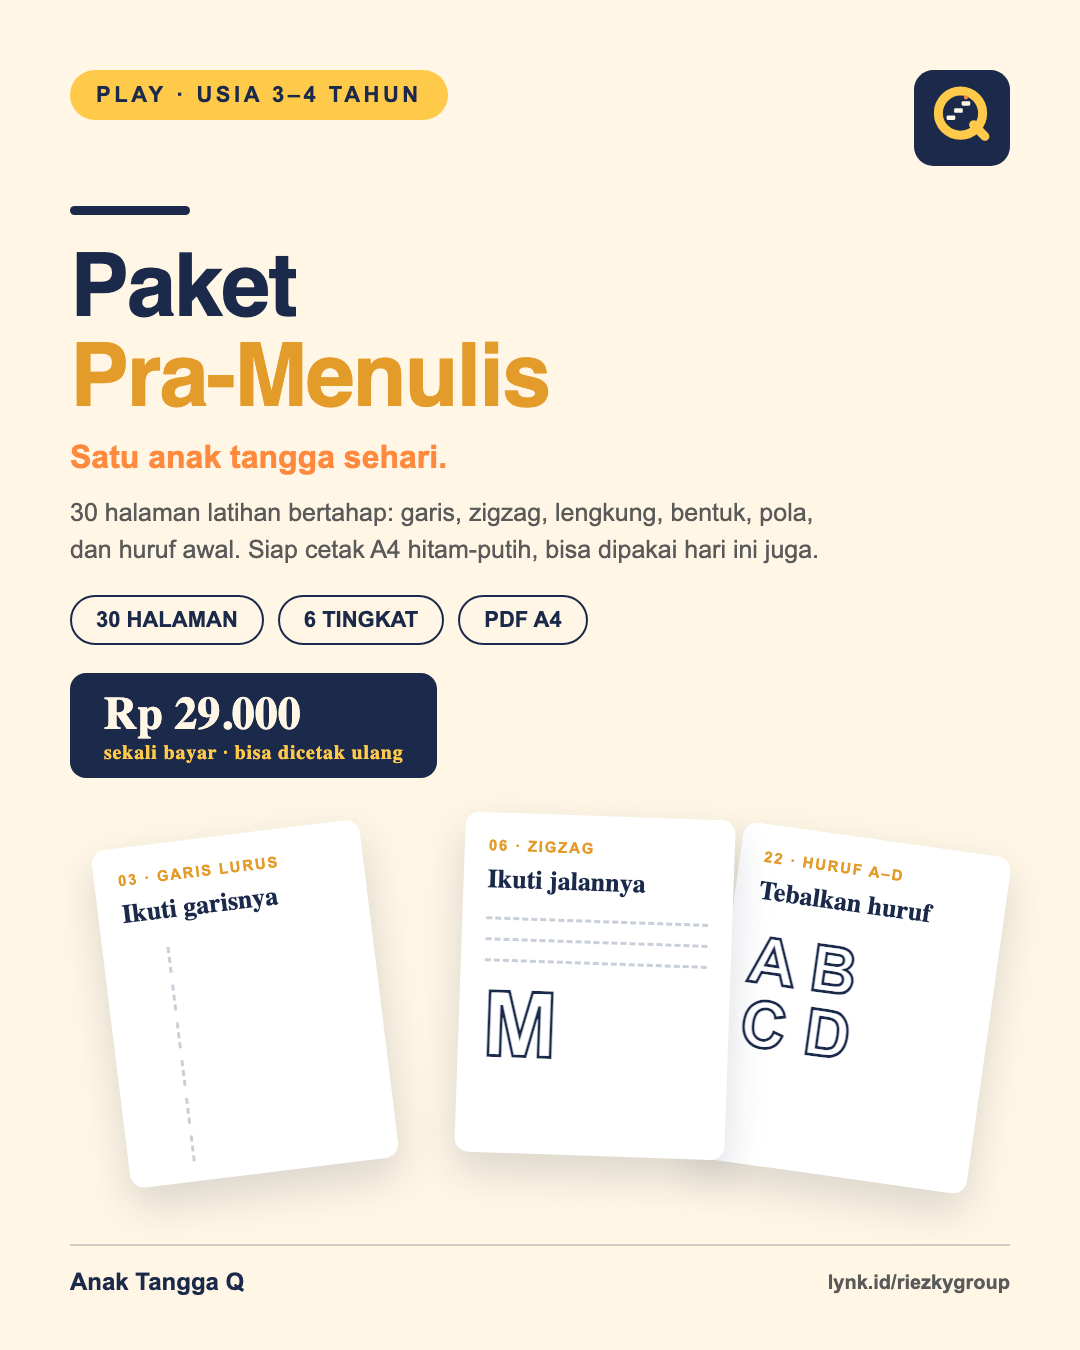 PLAY · USIA 3–4 TAHUN
Q
Paket
Pra-Menulis
Satu anak tangga sehari.
30 halaman latihan bertahap: garis, zigzag, lengkung, bentuk, pola,
dan huruf awal. Siap cetak A4 hitam-putih, bisa dipakai hari ini juga.
30 HALAMAN
6 TINGKAT
PDF A4
Rp 29.000
sekali bayar · bisa dicetak ulang
03 · GARIS LURUS
Ikuti garisnya
06 · ZIGZAG
Ikuti jalannya
M
22 · HURUF A–D
Tebalkan huruf
A B
C D
Anak Tangga Q
lynk.id/riezkygroup